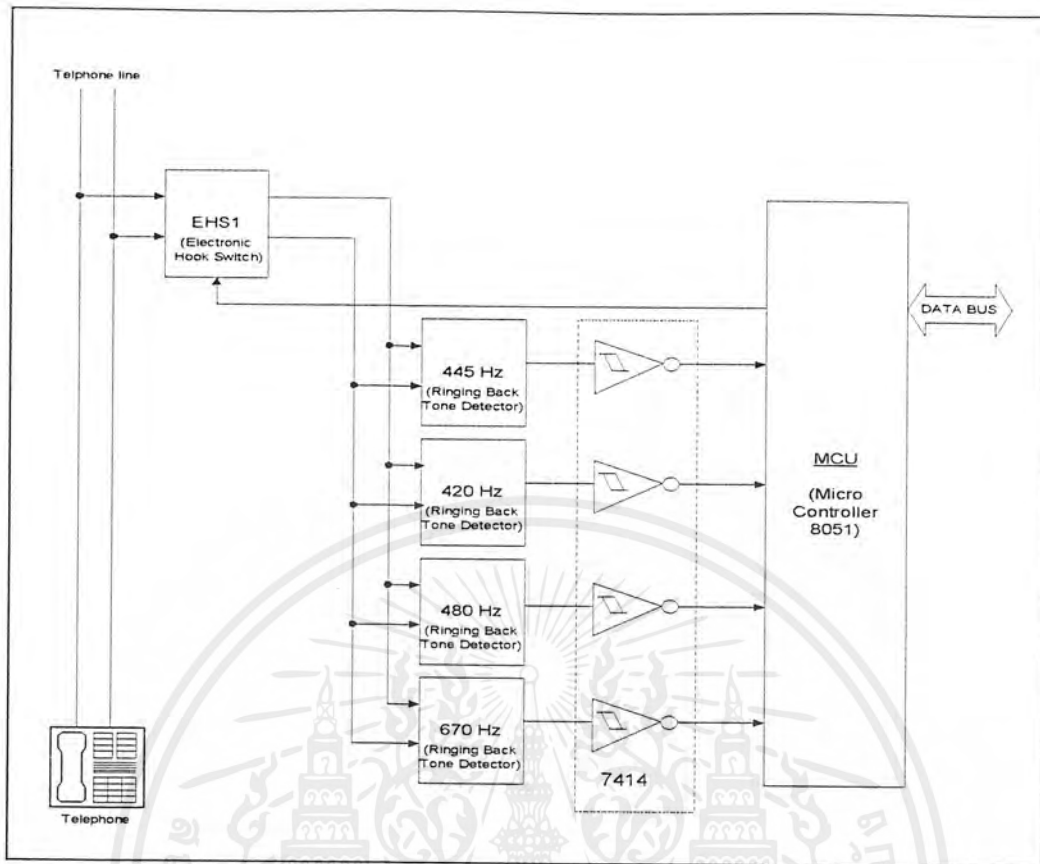 Telphone line
EHS1
(Electronic
Hook Switch)
DATA BUS
445 Hz
(Ringing Back
Tone Detector)
420 Hz
(Ringing Back
Tone Detector)
MCU
(Micro
Controller
8051)
480 Hz
(Ringing Back
Tone Detector)
670 Hz
(Ringing Back
Tone Detector)
7414
Telephone